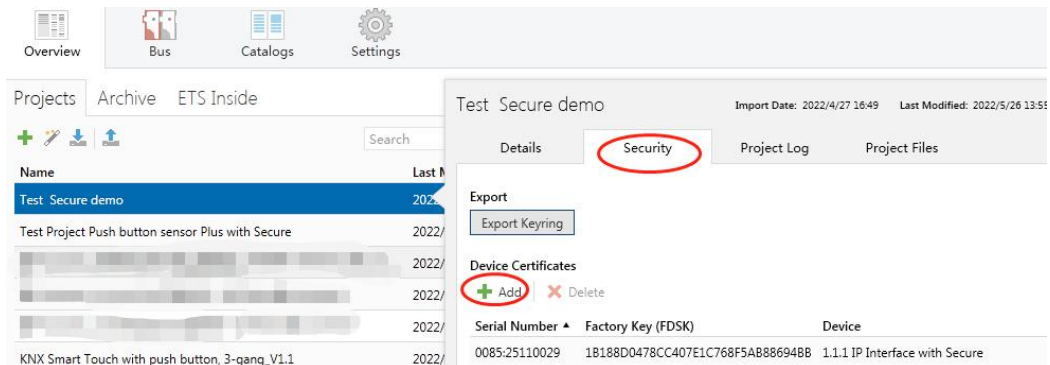 Overview Bus Catalogs Settings
Projects Archive ETS Inside
Search
Name Last M
Test Secure demo 202
Test Project Push button sensor Plus with Secure 2022/
2022/
2022/
2022/
KNX Smart Touch with push button, 3-gang_V1.1 2022/
Test Secure demo Import Date: 2022/4/27 16:49 Last Modified: 2022/5/26 13:55
Details Security Project Log Project Files
Export
Export Keyring
Device Certificates
Add Delete
Serial Number Factory Key (FDSK) Device
0085:25110029 1B188D0478CC407E1C768F5AB88694BB 1.1.1 IP Interface with Secure